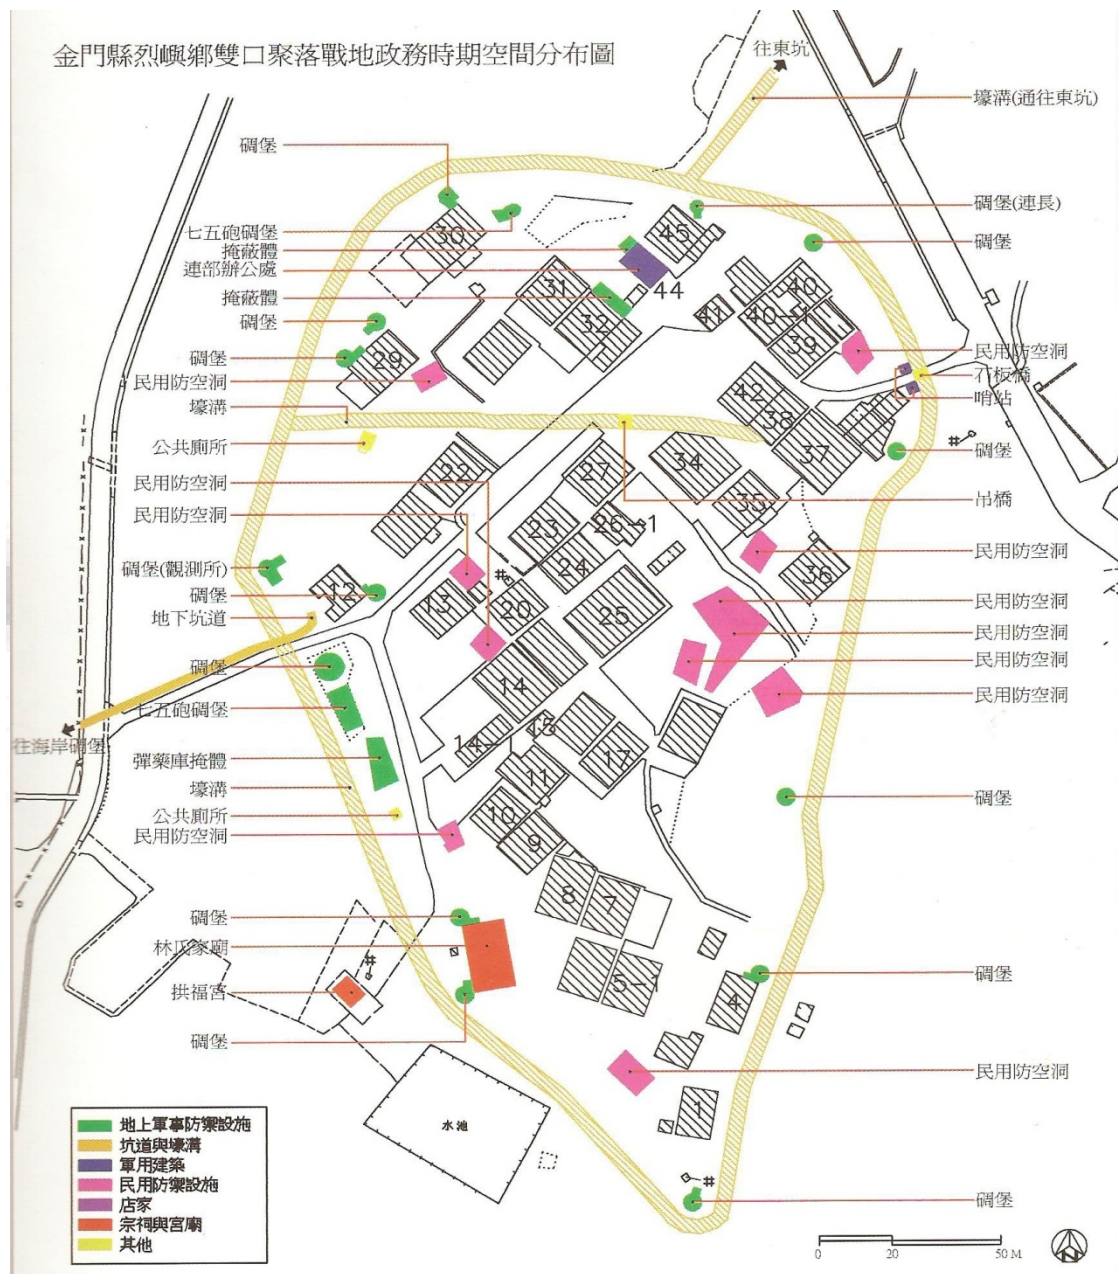 金門縣烈嶼鄉雙口聚落戰地政務時期空間分布圖
往東坑
壕溝(通往東坑)
碉堡
碉堡(連長)
七五砲碉堡
掩蔽體
連部辦公處
碉堡
掩蔽體
碉堡
碉堡
民用防空洞
民用防空洞
石板橋
哨站
壕溝
公共廁所
碉堡
民用防空洞
吊橋
民用防空洞
民用防空洞
碉堡(觀測所)
碉堡
民用防空洞
地下坑道
民用防空洞
碉堡
民用防空洞
民用防空洞
七五砲碉堡
往海岸碉堡
彈藥庫掩體
壕溝
碉堡
公共廁所
民用防空洞
碉堡
林氏家廟
碉堡
拱福宮
碉堡
民用防空洞
碉堡
30
45
44
31
32
40
41
40-1
39
29
42
38
37
34
35
22
27
23
26-1
24
36
12
13
20
25
14
14-1
15
17
11
10
9
8
7
5-1
4
1
水池
地上軍事防禦設施
坑道與壕溝
軍用建築
民用防禦設施
店家
宗祠與宮廟
其他
0 20 50 M